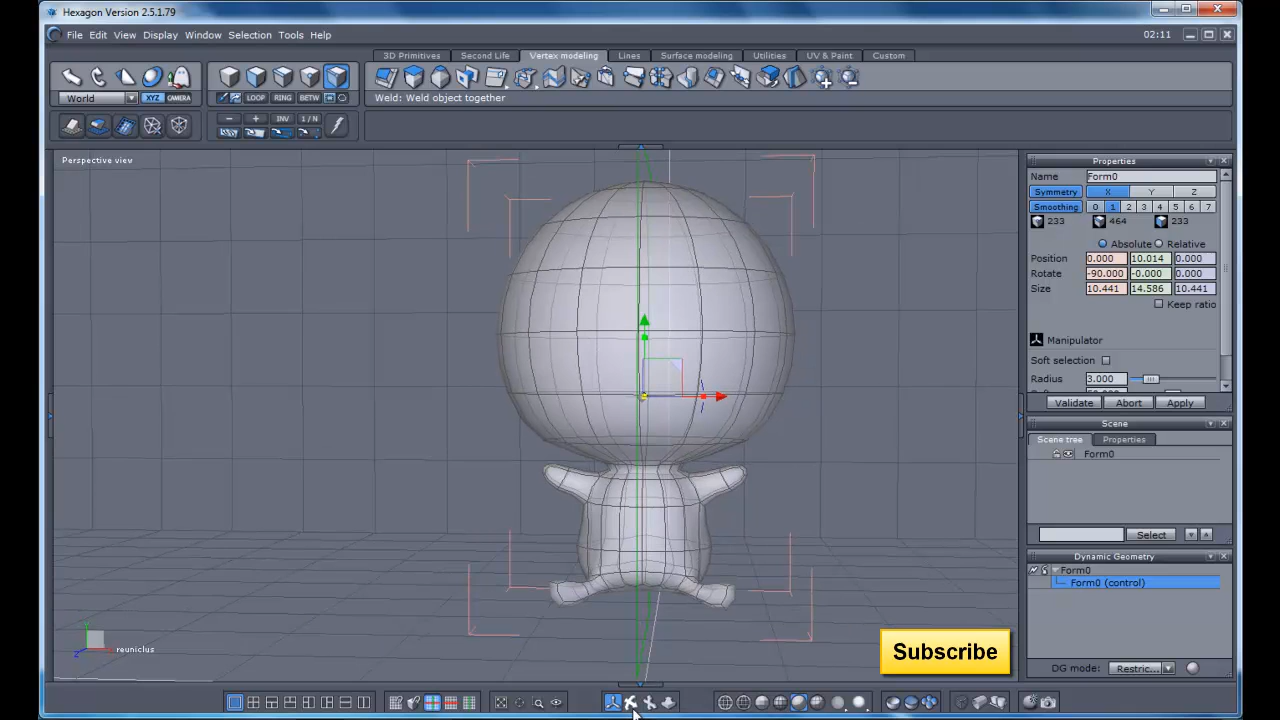 Hexagon Version 2.5.1.79
File Edit View Display Window Selection Tools Help
02:11
3D Primitives Second Life Vertex modeling Lines Surface modeling Utilities UV & Paint Custom
World XYZ CAMERA
LOOP RING BETW
Weld: Weld object together
- + INV 1 / N
Perspective view
Properties
Name Form0
Symmetry X Y Z
Smoothing 0 1 2 3 4 5 6 7
233 464 233
Absolute Relative
Position 0.000 10.014 0.000
Rotate -90.000 -0.000 0.000
Size 10.441 14.586 10.441
Keep ratio
Manipulator
Soft selection
Radius 3.000
Validate Abort Apply
Scene
Scene tree Properties
Form0
Select
Dynamic Geometry
Form0
Form0 (control)
DG mode: Restric...
Subscribe
Y
Z
reuniclus